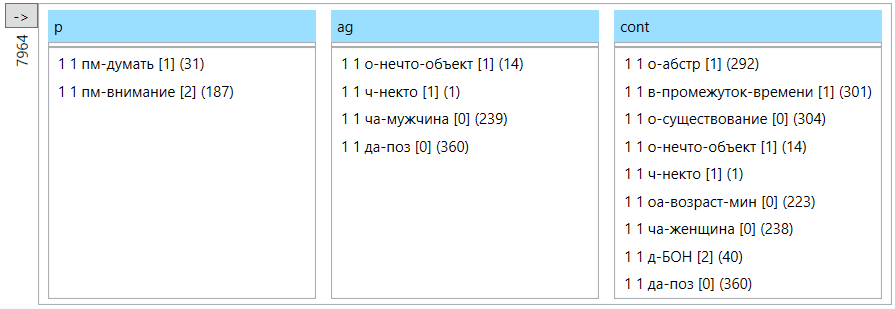 ->
7964
p
1 1 пм-думать [1] (31)
1 1 пм-внимание [2] (187)
ag
1 1 о-нечто-объект [1] (14)
1 1 ч-некто [1] (1)
1 1 ча-мужчина [0] (239)
1 1 да-поз [0] (360)
cont
1 1 о-абстр [1] (292)
1 1 в-промежуток-времени [1] (301)
1 1 о-существование [0] (304)
1 1 о-нечто-объект [1] (14)
1 1 ч-некто [1] (1)
1 1 оа-возраст-мин [0] (223)
1 1 ча-женщина [0] (238)
1 1 д-БОН [2] (40)
1 1 да-поз [0] (360)